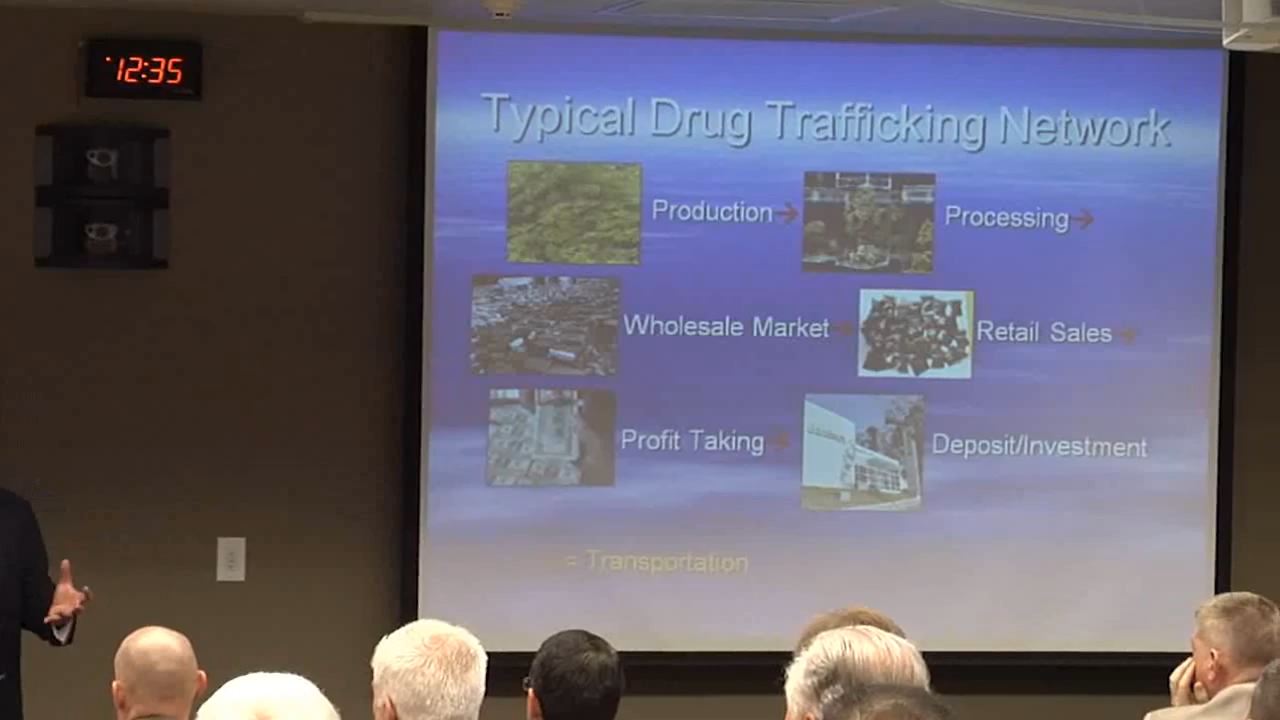 12:35
Typical Drug Trafficking Network
Production → Processing →
Wholesale Market → Retail Sales →
Profit Taking → Deposit/Investment
= Transportation